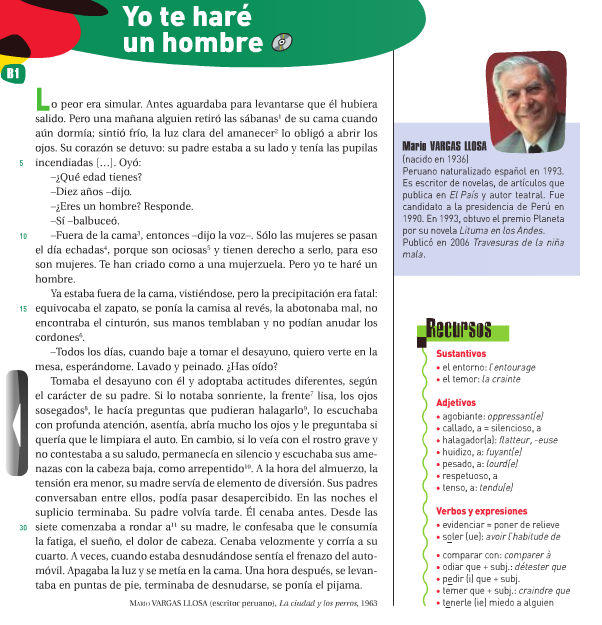 Yo te haré
un hombre
B1
Lo peor era simular. Antes aguardaba para levantarse que él hubiera
salido. Pero una mañana alguien retiró las sábanas¹ de su cama cuando
aún dormía; sintió frío, la luz clara del amanecer² lo obligó a abrir los
ojos. Su corazón se detuvo: su padre estaba a su lado y tenía las pupilas
5 incendiadas […]. Oyó:
–¿Qué edad tienes?
–Diez años –dijo.
–¿Eres un hombre? Responde.
–Sí –balbuceó.
10 –Fuera de la cama³, entonces –dijo la voz–. Sólo las mujeres se pasan
el día echadas⁴, porque son ociosas⁵ y tienen derecho a serlo, para eso
son mujeres. Te han criado como a una mujerzuela. Pero yo te haré un
hombre.
Ya estaba fuera de la cama, vistiéndose, pero la precipitación era fatal:
15 equivocaba el zapato, se ponía la camisa al revés, la abotonaba mal, no
encontraba el cinturón, sus manos temblaban y no podían anudar los
cordones⁶.
–Todos los días, cuando baje a tomar el desayuno, quiero verte en la
mesa, esperándome. Lavado y peinado. ¿Has oído?
Tomaba el desayuno con él y adoptaba actitudes diferentes, según
el carácter de su padre. Si lo notaba sonriente, la frente⁷ lisa, los ojos
sosegados⁸, le hacía preguntas que pudieran halagarlo⁹, lo escuchaba
con profunda atención, asentía, abría mucho los ojos y le preguntaba si
quería que le limpiara el auto. En cambio, si lo veía con el rostro grave y
no contestaba a su saludo, permanecía en silencio y escuchaba sus ame-
nazas con la cabeza baja, como arrepentido¹⁰. A la hora del almuerzo, la
tensión era menor, su madre servía de elemento de diversión. Sus padres
conversaban entre ellos, podía pasar desapercibido. En las noches el
suplicio terminaba. Su padre volvía tarde. Él cenaba antes. Desde las
30 siete comenzaba a rondar a¹¹ su madre, le confesaba que le consumía
la fatiga, el sueño, el dolor de cabeza. Cenaba velozmente y corría a su
cuarto. A veces, cuando estaba desnudándose sentía el frenazo del auto-
móvil. Apagaba la luz y se metía en la cama. Una hora después, se levan-
taba en puntas de pie, terminaba de desnudarse, se ponía el pijama.
MARIO VARGAS LLOSA (escritor peruano), La ciudad y los perros, 1963
Mario VARGAS LLOSA
(nacido en 1936)
Peruano naturalizado español en 1993.
Es escritor de novelas, de artículos que
publica en El País y autor teatral. Fue
candidato a la presidencia de Perú en
1990. En 1993, obtuvo el premio Planeta
por su novela Lituma en los Andes.
Publicó en 2006 Travesuras de la niña
mala.
Recursos
Sustantivos
• el entorno: l'entourage
• el temor: la crainte
Adjetivos
• agobiante: oppressant(e)
• callado, a = silencioso, a
• halagador(a): flatteur, -euse
• huidizo, a: fuyant(e)
• pesado, a: lourd(e)
• respetuoso, a
• tenso, a: tendu(e)
Verbos y expresiones
• evidenciar = poner de relieve
• soler (ue): avoir l'habitude de
• comparar con: comparer à
• odiar que + subj.: détester que
• pedir (i) que + subj.
• temer que + subj.: craindre que
• tenerle (ie) miedo a alguien